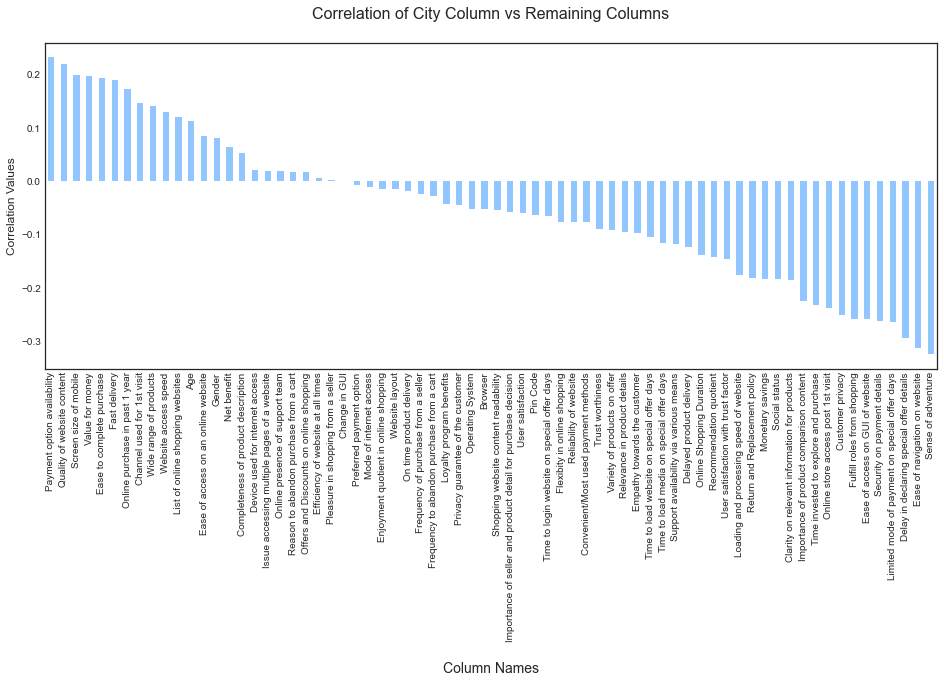 Correlation of City Column vs Remaining Columns
Correlation Values
0.2
0.1
0.0
−0.1
−0.2
−0.3
Payment option availability
Quality of website content
Screen size of mobile
Value for money
Ease to complete purchase
Fast delivery
Online purchase in past 1 year
Channel used for 1st visit
Wide range of products
Website access speed
List of online shopping websites
Age
Ease of access on an online website
Gender
Net benefit
Completeness of product description
Device used for internet access
Issue accessing multiple pages of a website
Online presence of support team
Reason to abandon purchase from a cart
Offers and Discounts on online shopping
Efficiency of website at all times
Pleasure in shopping from a seller
Change in GUI
Preferred payment option
Mode of internet access
Enjoyment quotient in online shopping
Website layout
On time product delivery
Frequency of purchase from a seller
Frequency to abandon purchase from a cart
Loyalty program benefits
Privacy guarantee of the customer
Operating System
Browser
Shopping website content readability
Importance of seller and product detail for purchase decision
User satisfaction
Pin Code
Time to login website on special offer days
Flexibity in online shopping
Reliability of website
Convenient/Most used payment methods
Trust worthiness
Variety of products on offer
Relevance in product details
Empathy towards the customer
Time to load website on special offer days
Time to load media on special offer days
Support availability via various means
Delayed product delivery
Online Shopping Duration
Recommendation quotient
User satisfaction with trust factor
Loading and processing speed of website
Return and Replacement policy
Monetary savings
Social status
Clarity on relevant information for products
Importance of product comparison content
Time invested to explore and purchase
Online store access post 1st visit
Customer privacy
Fulfill roles from shopping
Ease of access on GUI of website
Security on payment details
Limited mode of payment on special offer days
Delay in declaring special offer details
Ease of navigation on website
Sense of adventure
Column Names